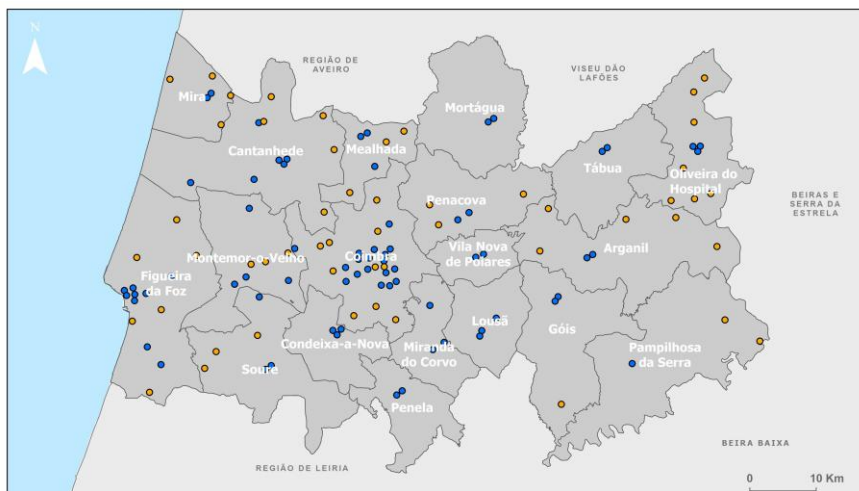 N
REGIÃO DE
AVEIRO
VISEU DÃO
LAFÕES
Mira
Mortágua
Cantanhede
Mealhada
Tábua
Oliveira do
Hospital
BEIRAS E
SERRA DA
ESTRELA
Penacova
Montemor-o-Velho
Coimbra
Vila Nova
de Poiares
Arganil
Figueira
da Foz
Lousã
Góis
Condeixa-a-Nova
Miranda
do Corvo
Pampilhosa
da Serra
Soure
Penela
BEIRA BAIXA
REGIÃO DE LEIRIA
0 10 Km